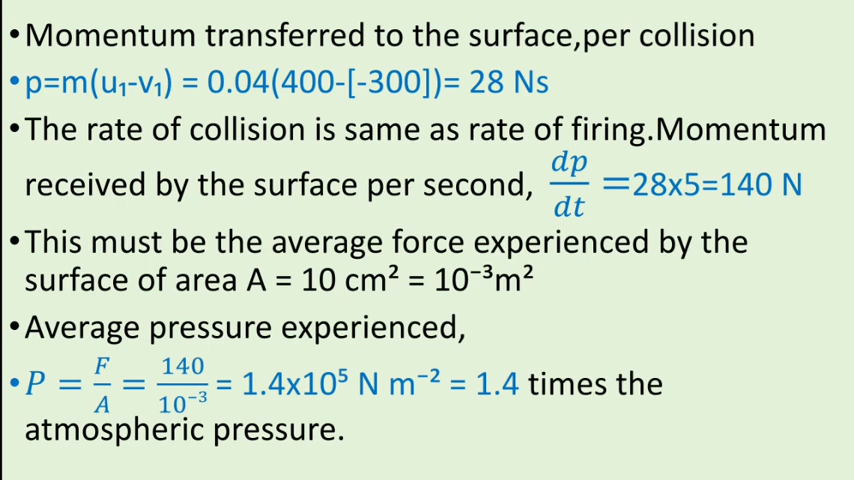 •Momentum transferred to the surface,per collision
•p=m(u₁-v₁) = 0.04(400-[-300])= 28 Ns
•The rate of collision is same as rate of firing.Momentum
received by the surface per second, dp/dt =28x5=140 N
•This must be the average force experienced by the
surface of area A = 10 cm² = 10⁻³m²
•Average pressure experienced,
•P = F/A = 140/10⁻³ = 1.4x10⁵ N m⁻² = 1.4 times the
atmospheric pressure.